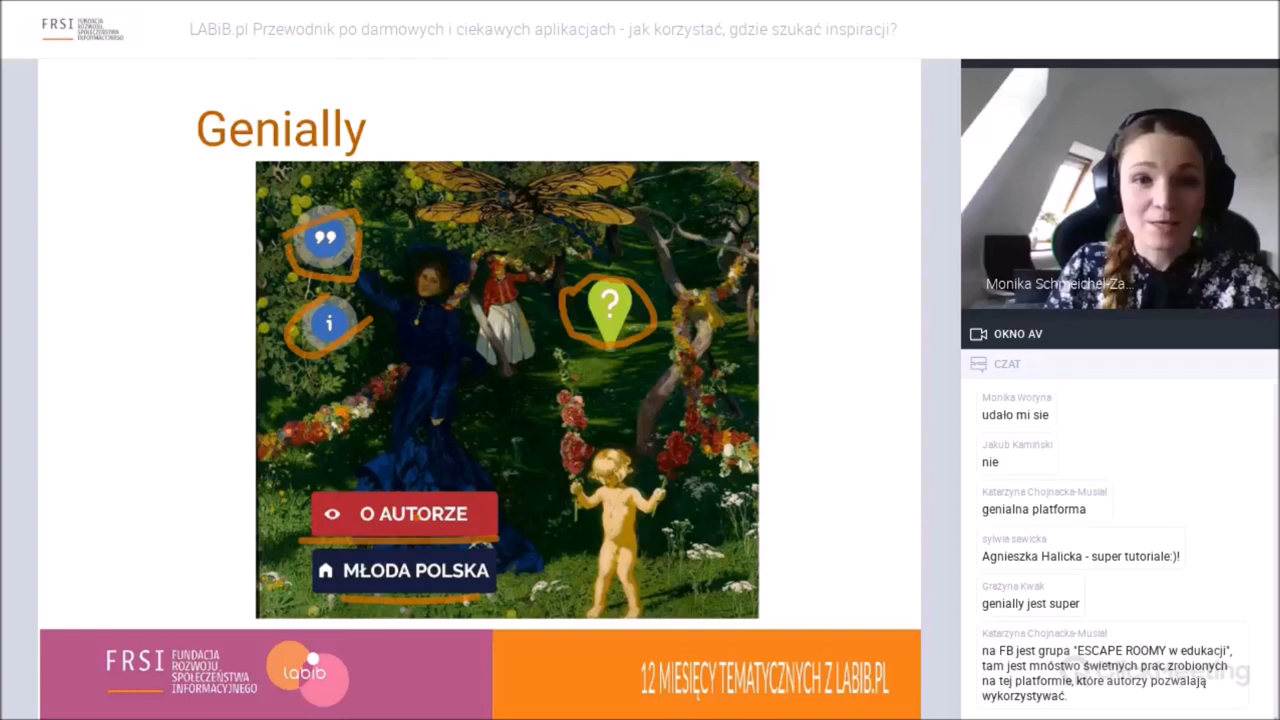 FRSI FUNDACJA
ROZWOJU
SPOŁECZEŃSTWA
INFORMACYJNEGO
LABiB.pl Przewodnik po darmowych i ciekawych aplikacjach - jak korzystać, gdzie szukać inspiracji?
Genially
?
i
O AUTORZE
MŁODA POLSKA
FRSI FUNDACJA
ROZWOJU
SPOŁECZEŃSTWA
INFORMACYJNEGO
labib
12 MIESIĘCY TEMATYCZNYCH Z LABIB.PL
Monika Schmeichel-Za...
OKNO AV
CZAT
Monika Woryna
udało mi sie
Jakub Kamiński
nie
Katarzyna Chojnacka-Musiał
genialna platforma
sylwia sawicka
Agnieszka Halicka - super tutoriale:)!
Grażyna Kwak
genially jest super
Katarzyna Chojnacka-Musiał
na FB jest grupa "ESCAPE ROOMY w edukacji",
tam jest mnóstwo świetnych prac zrobionych
na tej platformie, które autorzy pozwalają
wykorzystywać.
ClickMeeting